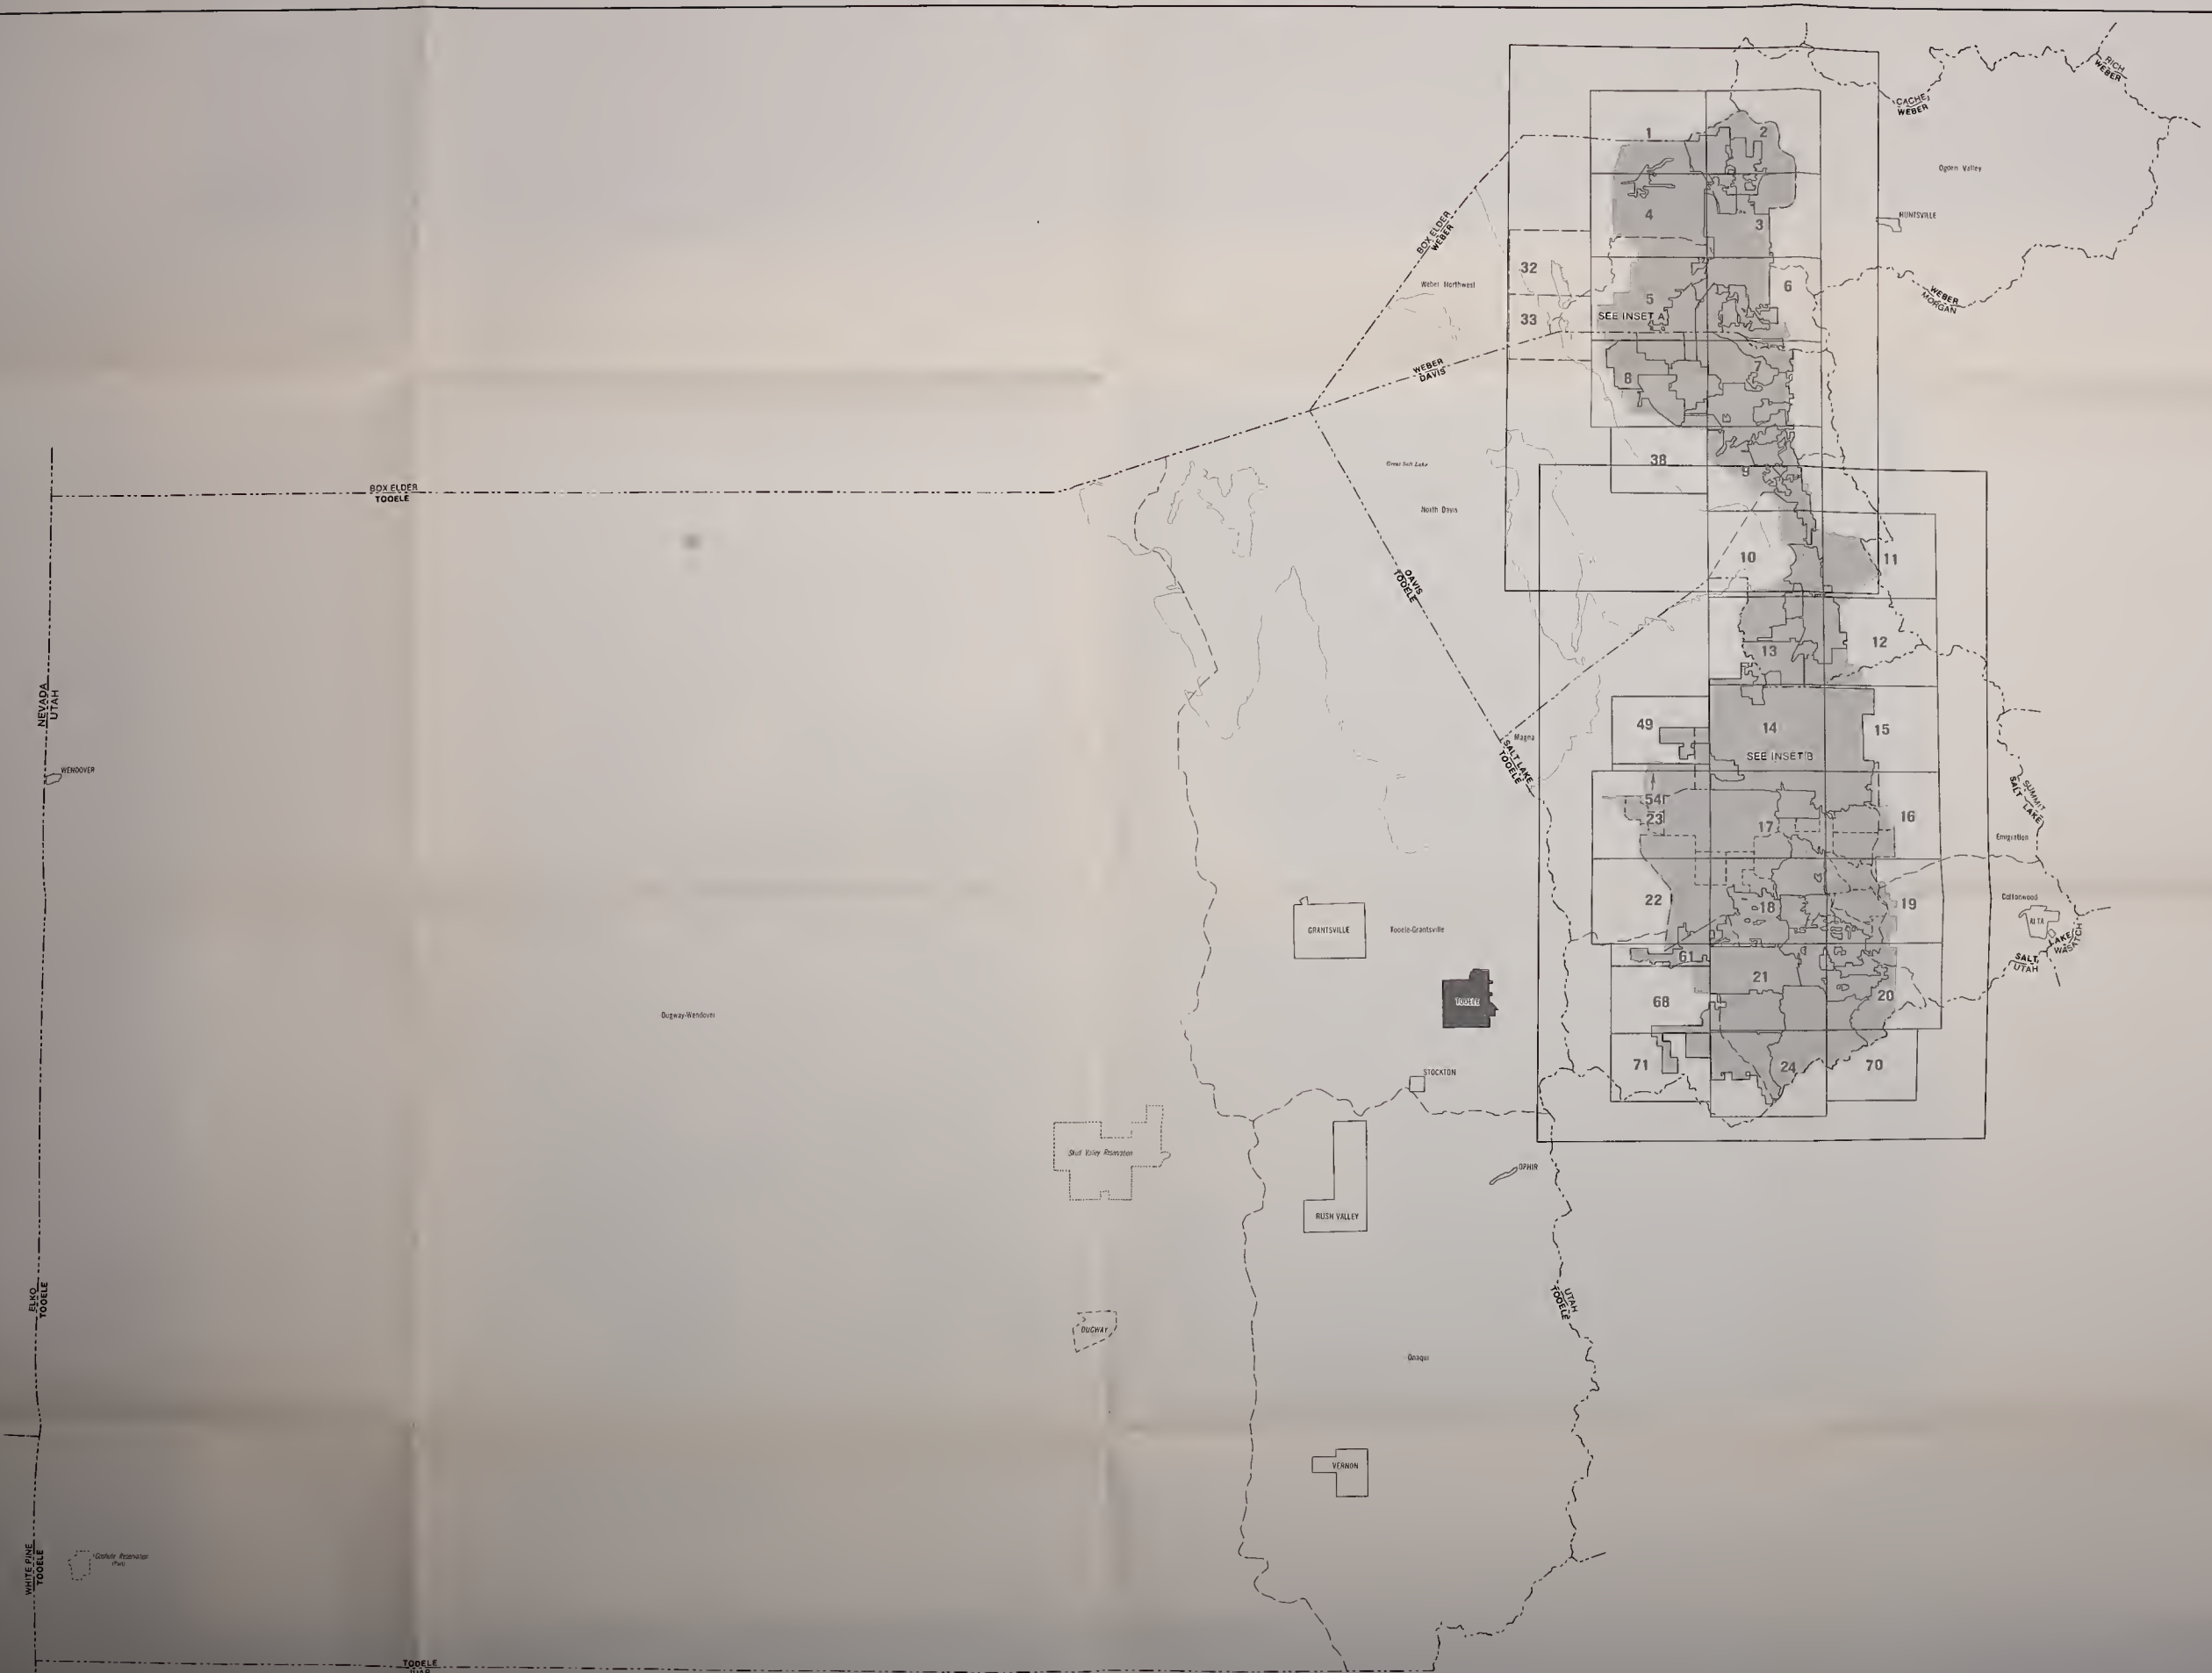 RICH
WEBER
CACHE
WEBER
1
2
Ogden Valley
4
3
HUNTSVILLE
BOX ELDER
WEBER
32
Weber Northwest
5
6
WEBER
MORGAN
33
SEE INSET A
WEBER
DAVIS
8
7
Great Salt Lake
38
9
BOX ELDER
TOOELE
North Davis
10
11
DAVIS
TOOELE
12
13
NEVADA
UTAH
49
14
15
Magna
SEE INSET B
SALT LAKE
TOOELE
WENDOVER
SUMMIT
SALT LAKE
54
23
17
16
Emigration
22
18
19
Cottonwood
ALTA
GRANTSVILLE
Tooele-Grantsville
LAKE
WASATCH
61
SALT
UTAH
21
20
68
TOOELE
Dugway-Wendover
71
24
70
STOCKTON
Skull Valley Reservation
OPHIR
RUSH VALLEY
ELKO
TOOELE
UTAH
TOOELE
DUGWAY
Onaqui
VERNON
WHITE PINE
TOOELE
Goshute Reservation
(Part)
TOOELE
JUAB